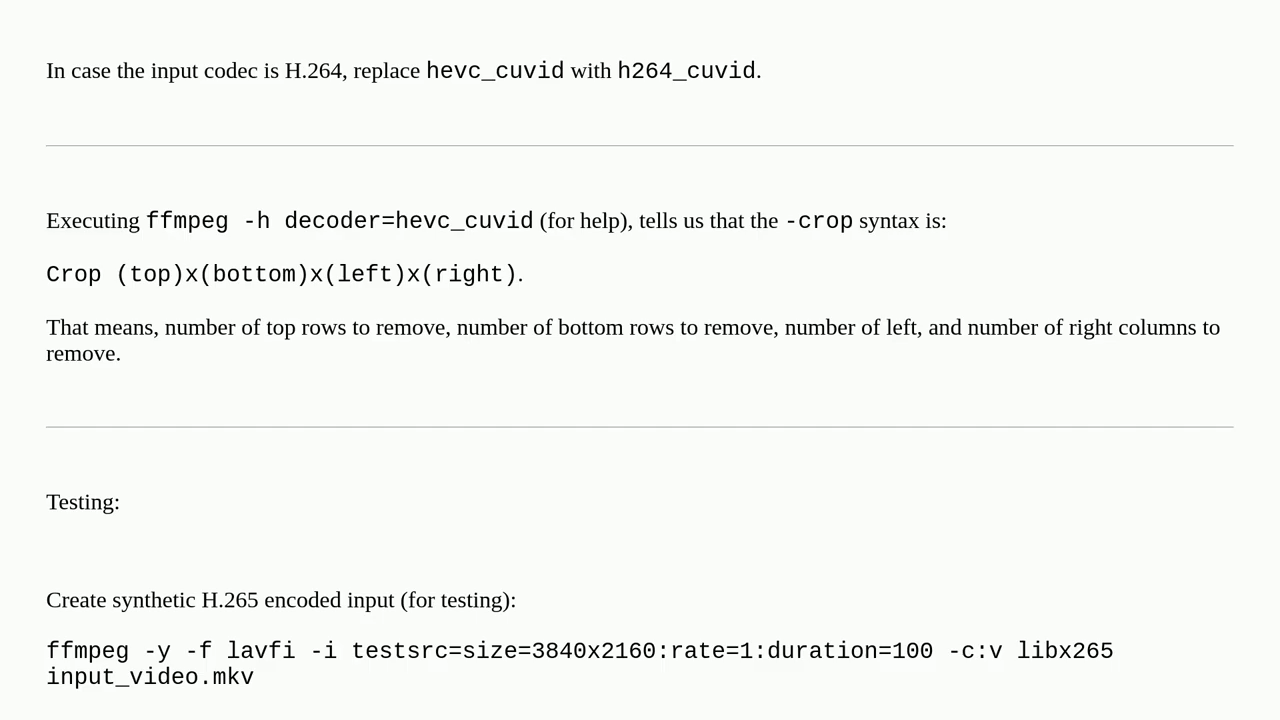 In case the input codec is H.264, replace hevc_cuvid with h264_cuvid.
Executing ffmpeg -h decoder=hevc_cuvid (for help), tells us that the -crop syntax is:
Crop (top)x(bottom)x(left)x(right).
That means, number of top rows to remove, number of bottom rows to remove, number of left, and number of right columns to
remove.
Testing:
Create synthetic H.265 encoded input (for testing):
ffmpeg -y -f lavfi -i testsrc=size=3840x2160:rate=1:duration=100 -c:v libx265
input_video.mkv